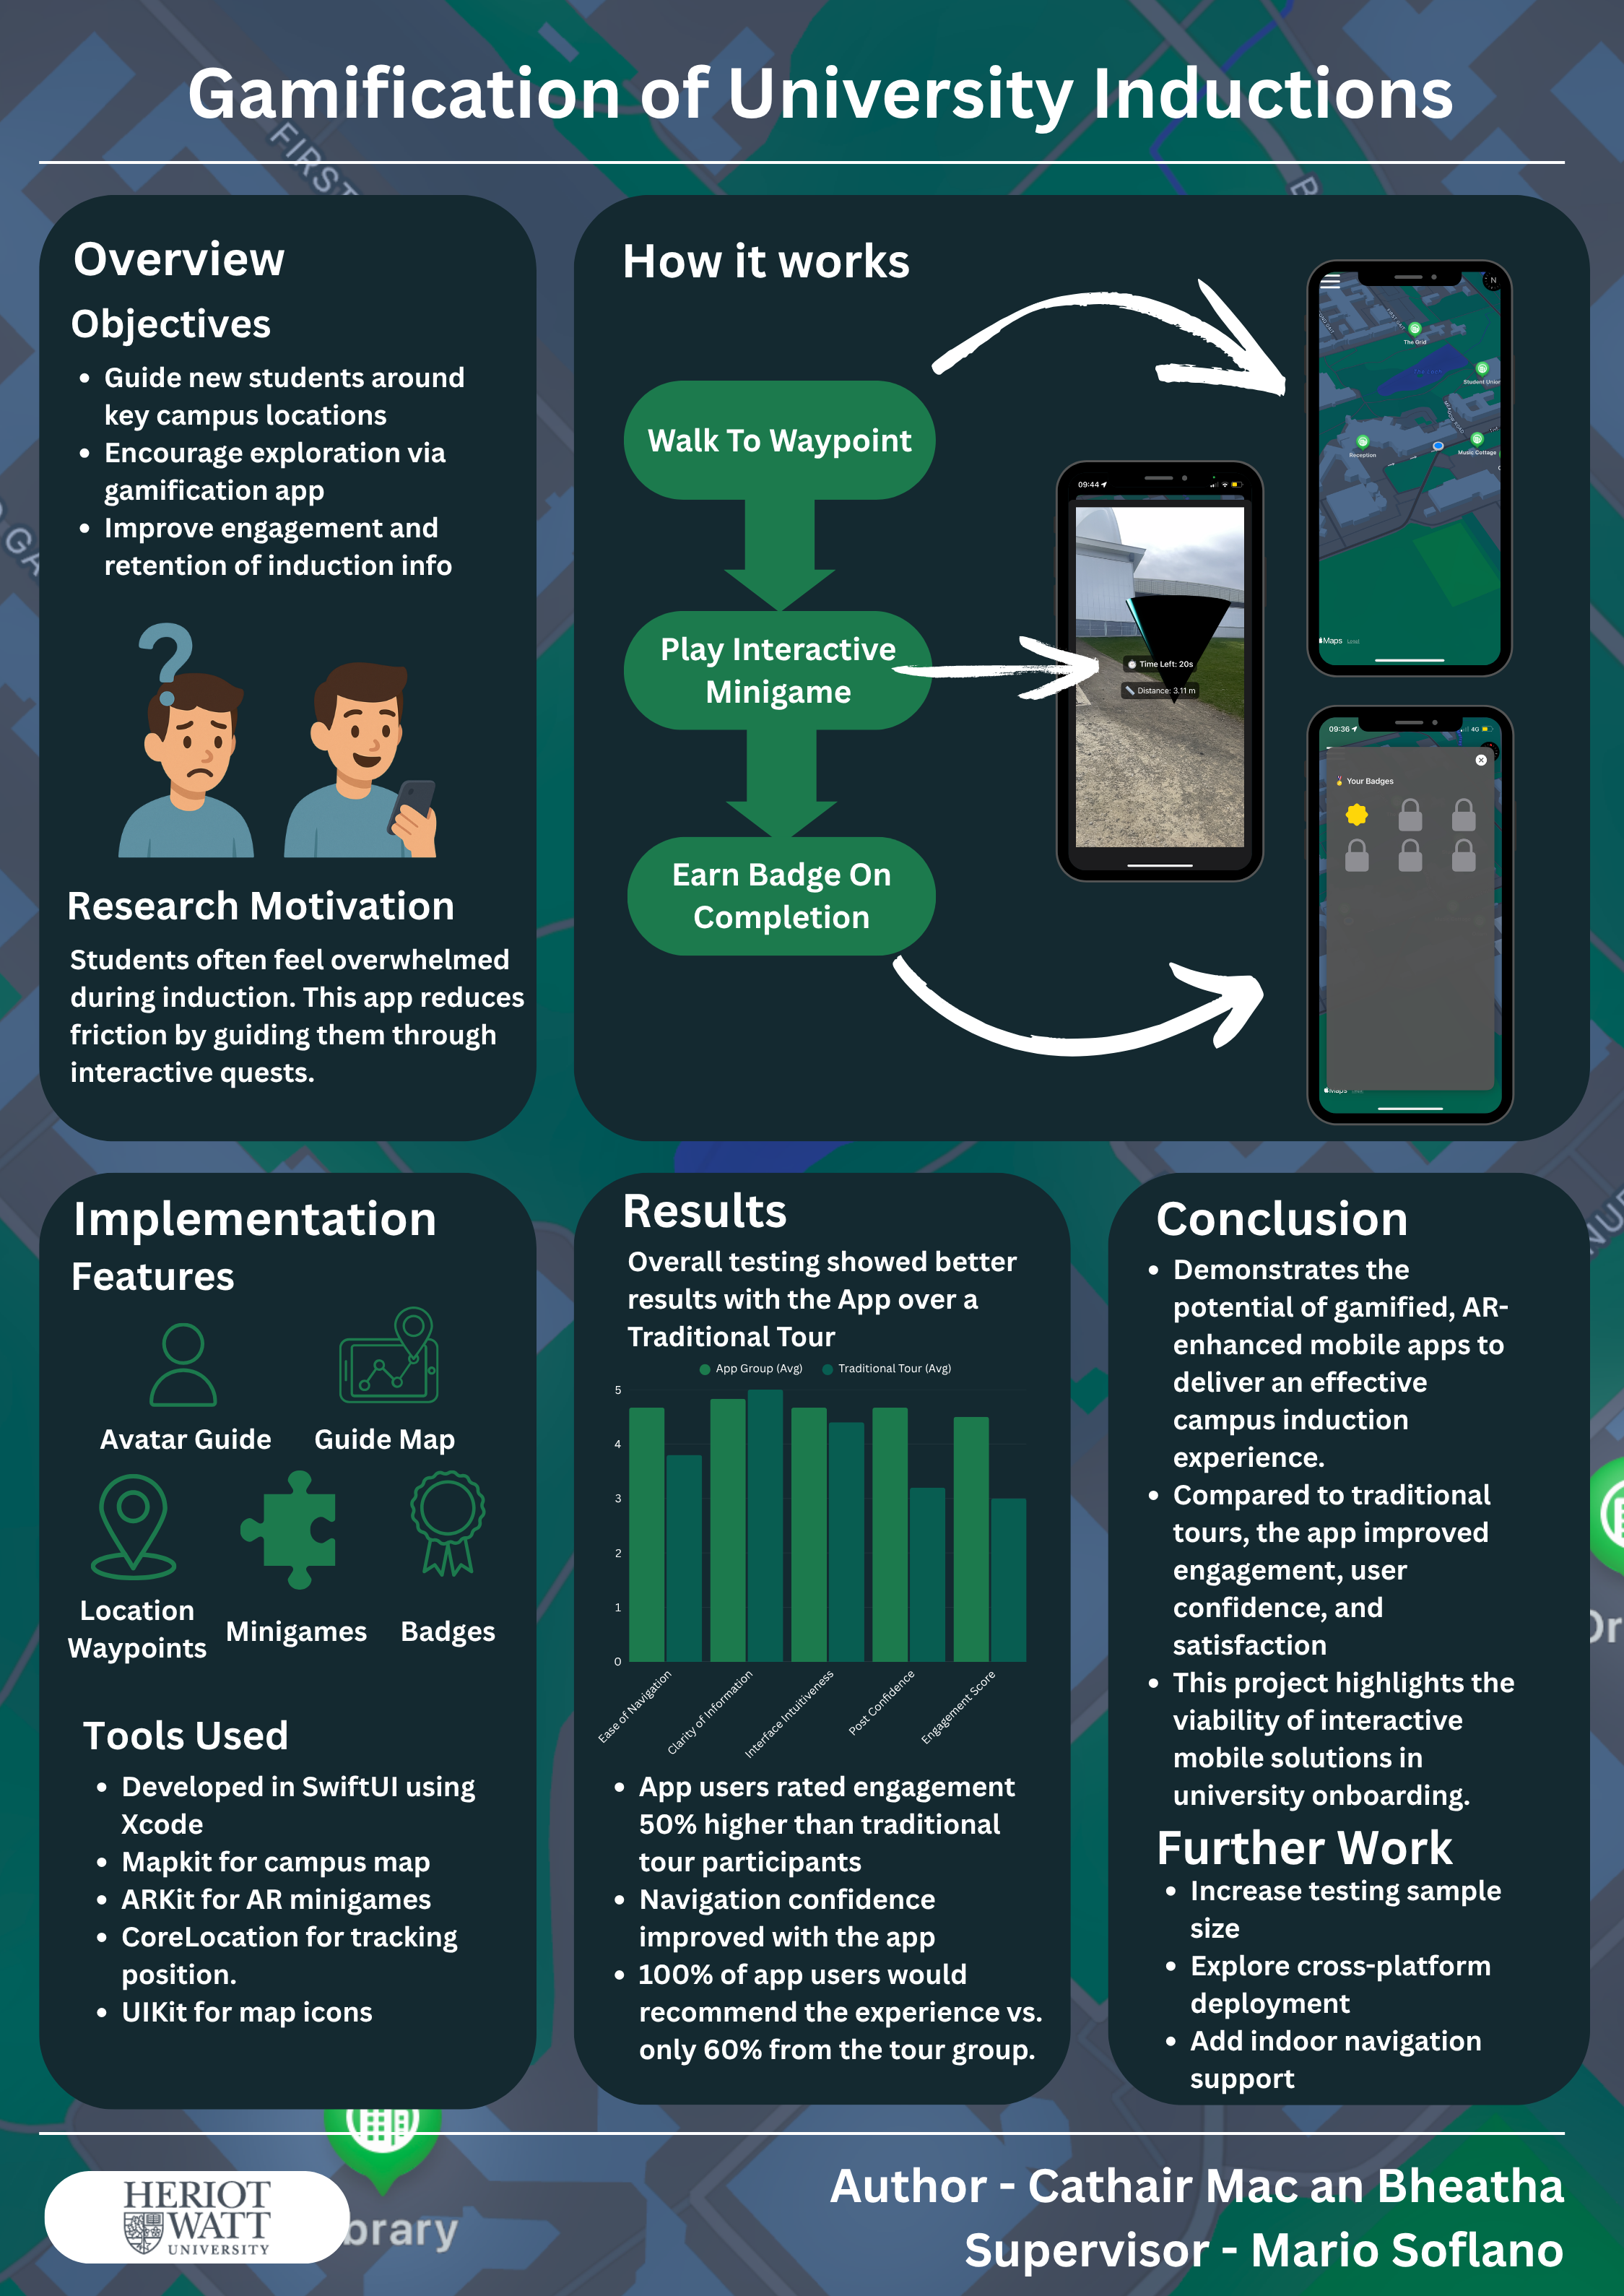 Gamification of University Inductions
FIRST
Overview
Objectives
Guide new students around
key campus locations
Encourage exploration via
gamification app
Improve engagement and
retention of induction info
?
Research Motivation
Students often feel overwhelmed
during induction. This app reduces
friction by guiding them through
interactive quests.
How it works
Walk To Waypoint
Play Interactive
Minigame
Earn Badge On
Completion
N
The Grid
Student Union
Reception
Music Cottage
Maps
09:44
Time Left: 20s
Distance: 3.11 m
09:36
4G
Your Badges
Maps
Implementation
Features
Avatar Guide
Guide Map
Location
Waypoints
Minigames
Badges
Tools Used
Developed in SwiftUI using
Xcode
Mapkit for campus map
ARKit for AR minigames
CoreLocation for tracking
position.
UIKit for map icons
Results
Overall testing showed better
results with the App over a
Traditional Tour
App Group (Avg)
Traditional Tour (Avg)
5
4
3
2
1
0
Ease of Navigation
Clarity of Information
Interface Intuitiveness
Post Confidence
Engagement Score
App users rated engagement
50% higher than traditional
tour participants
Navigation confidence
improved with the app
100% of app users would
recommend the experience vs.
only 60% from the tour group.
Conclusion
Demonstrates the
potential of gamified, AR-
enhanced mobile apps to
deliver an effective
campus induction
experience.
Compared to traditional
tours, the app improved
engagement, user
confidence, and
satisfaction
This project highlights the
viability of interactive
mobile solutions in
university onboarding.
Further Work
Increase testing sample
size
Explore cross-platform
deployment
Add indoor navigation
support
HERIOT
WATT
UNIVERSITY
brary
Author - Cathair Mac an Bheatha
Supervisor - Mario Soflano